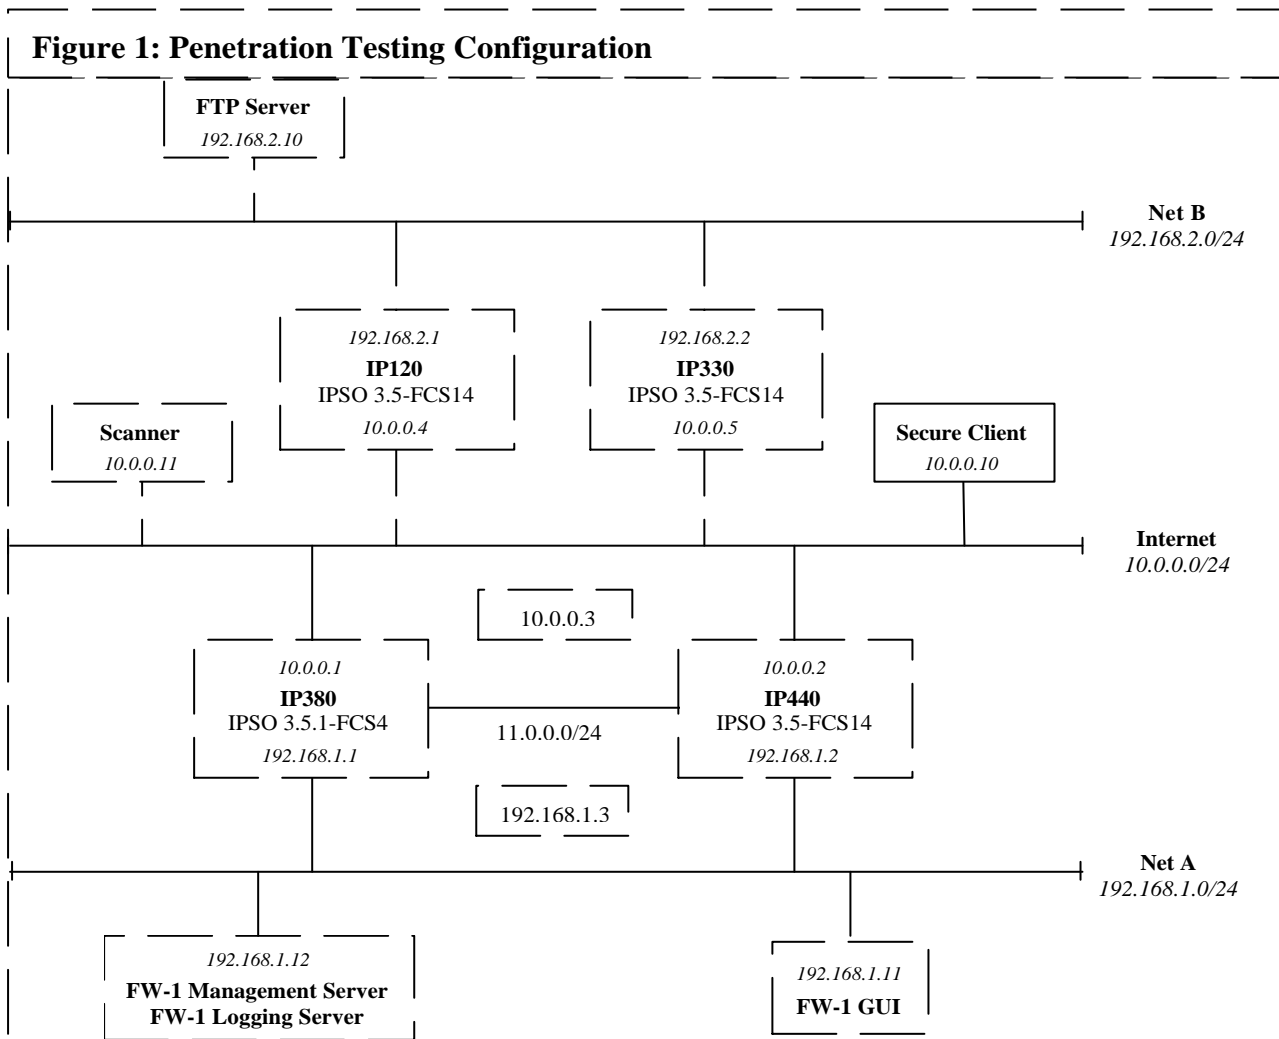 Figure 1: Penetration Testing Configuration
FTP Server
192.168.2.10
Net B
192.168.2.0/24
192.168.2.1
IP120
IPSO 3.5-FCS14
10.0.0.4
192.168.2.2
IP330
IPSO 3.5-FCS14
10.0.0.5
Scanner
10.0.0.11
Secure Client
10.0.0.10
Internet
10.0.0.0/24
10.0.0.3
10.0.0.1
IP380
IPSO 3.5.1-FCS4
192.168.1.1
11.0.0.0/24
10.0.0.2
IP440
IPSO 3.5-FCS14
192.168.1.2
192.168.1.3
Net A
192.168.1.0/24
192.168.1.12
FW-1 Management Server
FW-1 Logging Server
192.168.1.11
FW-1 GUI